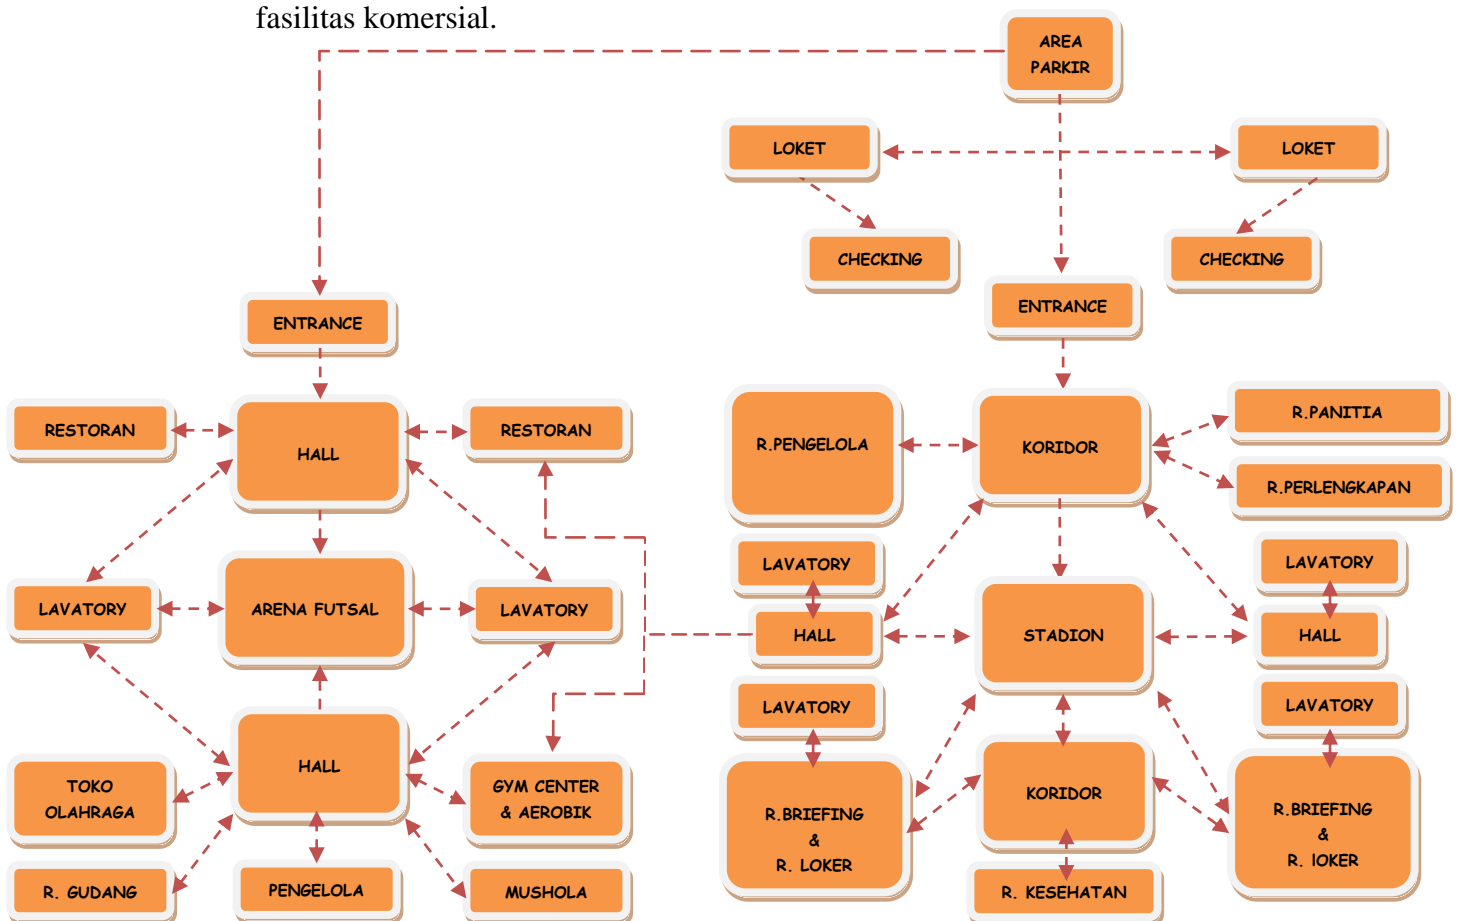 fasilitas komersial.
AREA
PARKIR
LOKET
LOKET
CHECKING
CHECKING
ENTRANCE
ENTRANCE
RESTORAN
HALL
RESTORAN
R.PENGELOLA
KORIDOR
R.PANITIA
R.PERLENGKAPAN
LAVATORY
LAVATORY
LAVATORY
ARENA FUTSAL
LAVATORY
HALL
STADION
HALL
LAVATORY
LAVATORY
TOKO
OLAHRAGA
HALL
GYM CENTER
& AEROBIK
R.BRIEFING
&
R. LOKER
KORIDOR
R.BRIEFING
&
R. lOKER
R. GUDANG
PENGELOLA
MUSHOLA
R. KESEHATAN